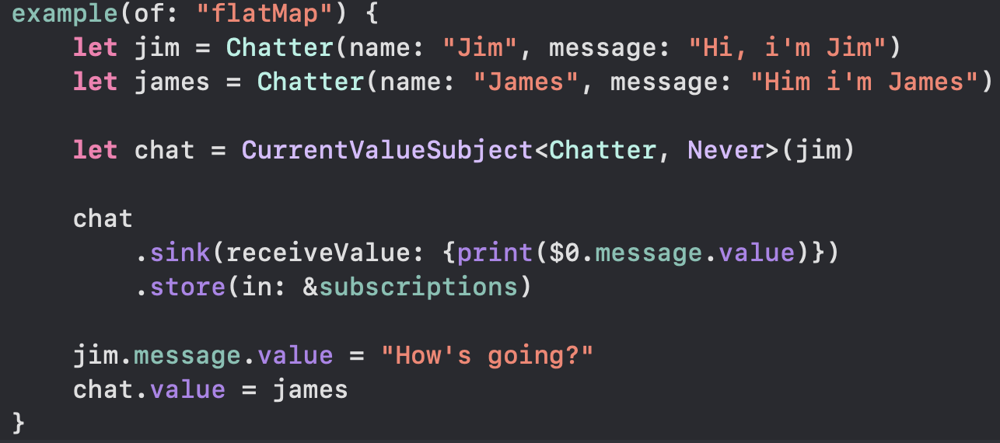 example(of: "flatMap") {
    let jim = Chatter(name: "Jim", message: "Hi, i'm Jim")
    let james = Chatter(name: "James", message: "Him i'm James")

    let chat = CurrentValueSubject<Chatter, Never>(jim)

    chat
        .sink(receiveValue: {print($0.message.value)})
        .store(in: &subscriptions)

    jim.message.value = "How's going?"
    chat.value = james
}